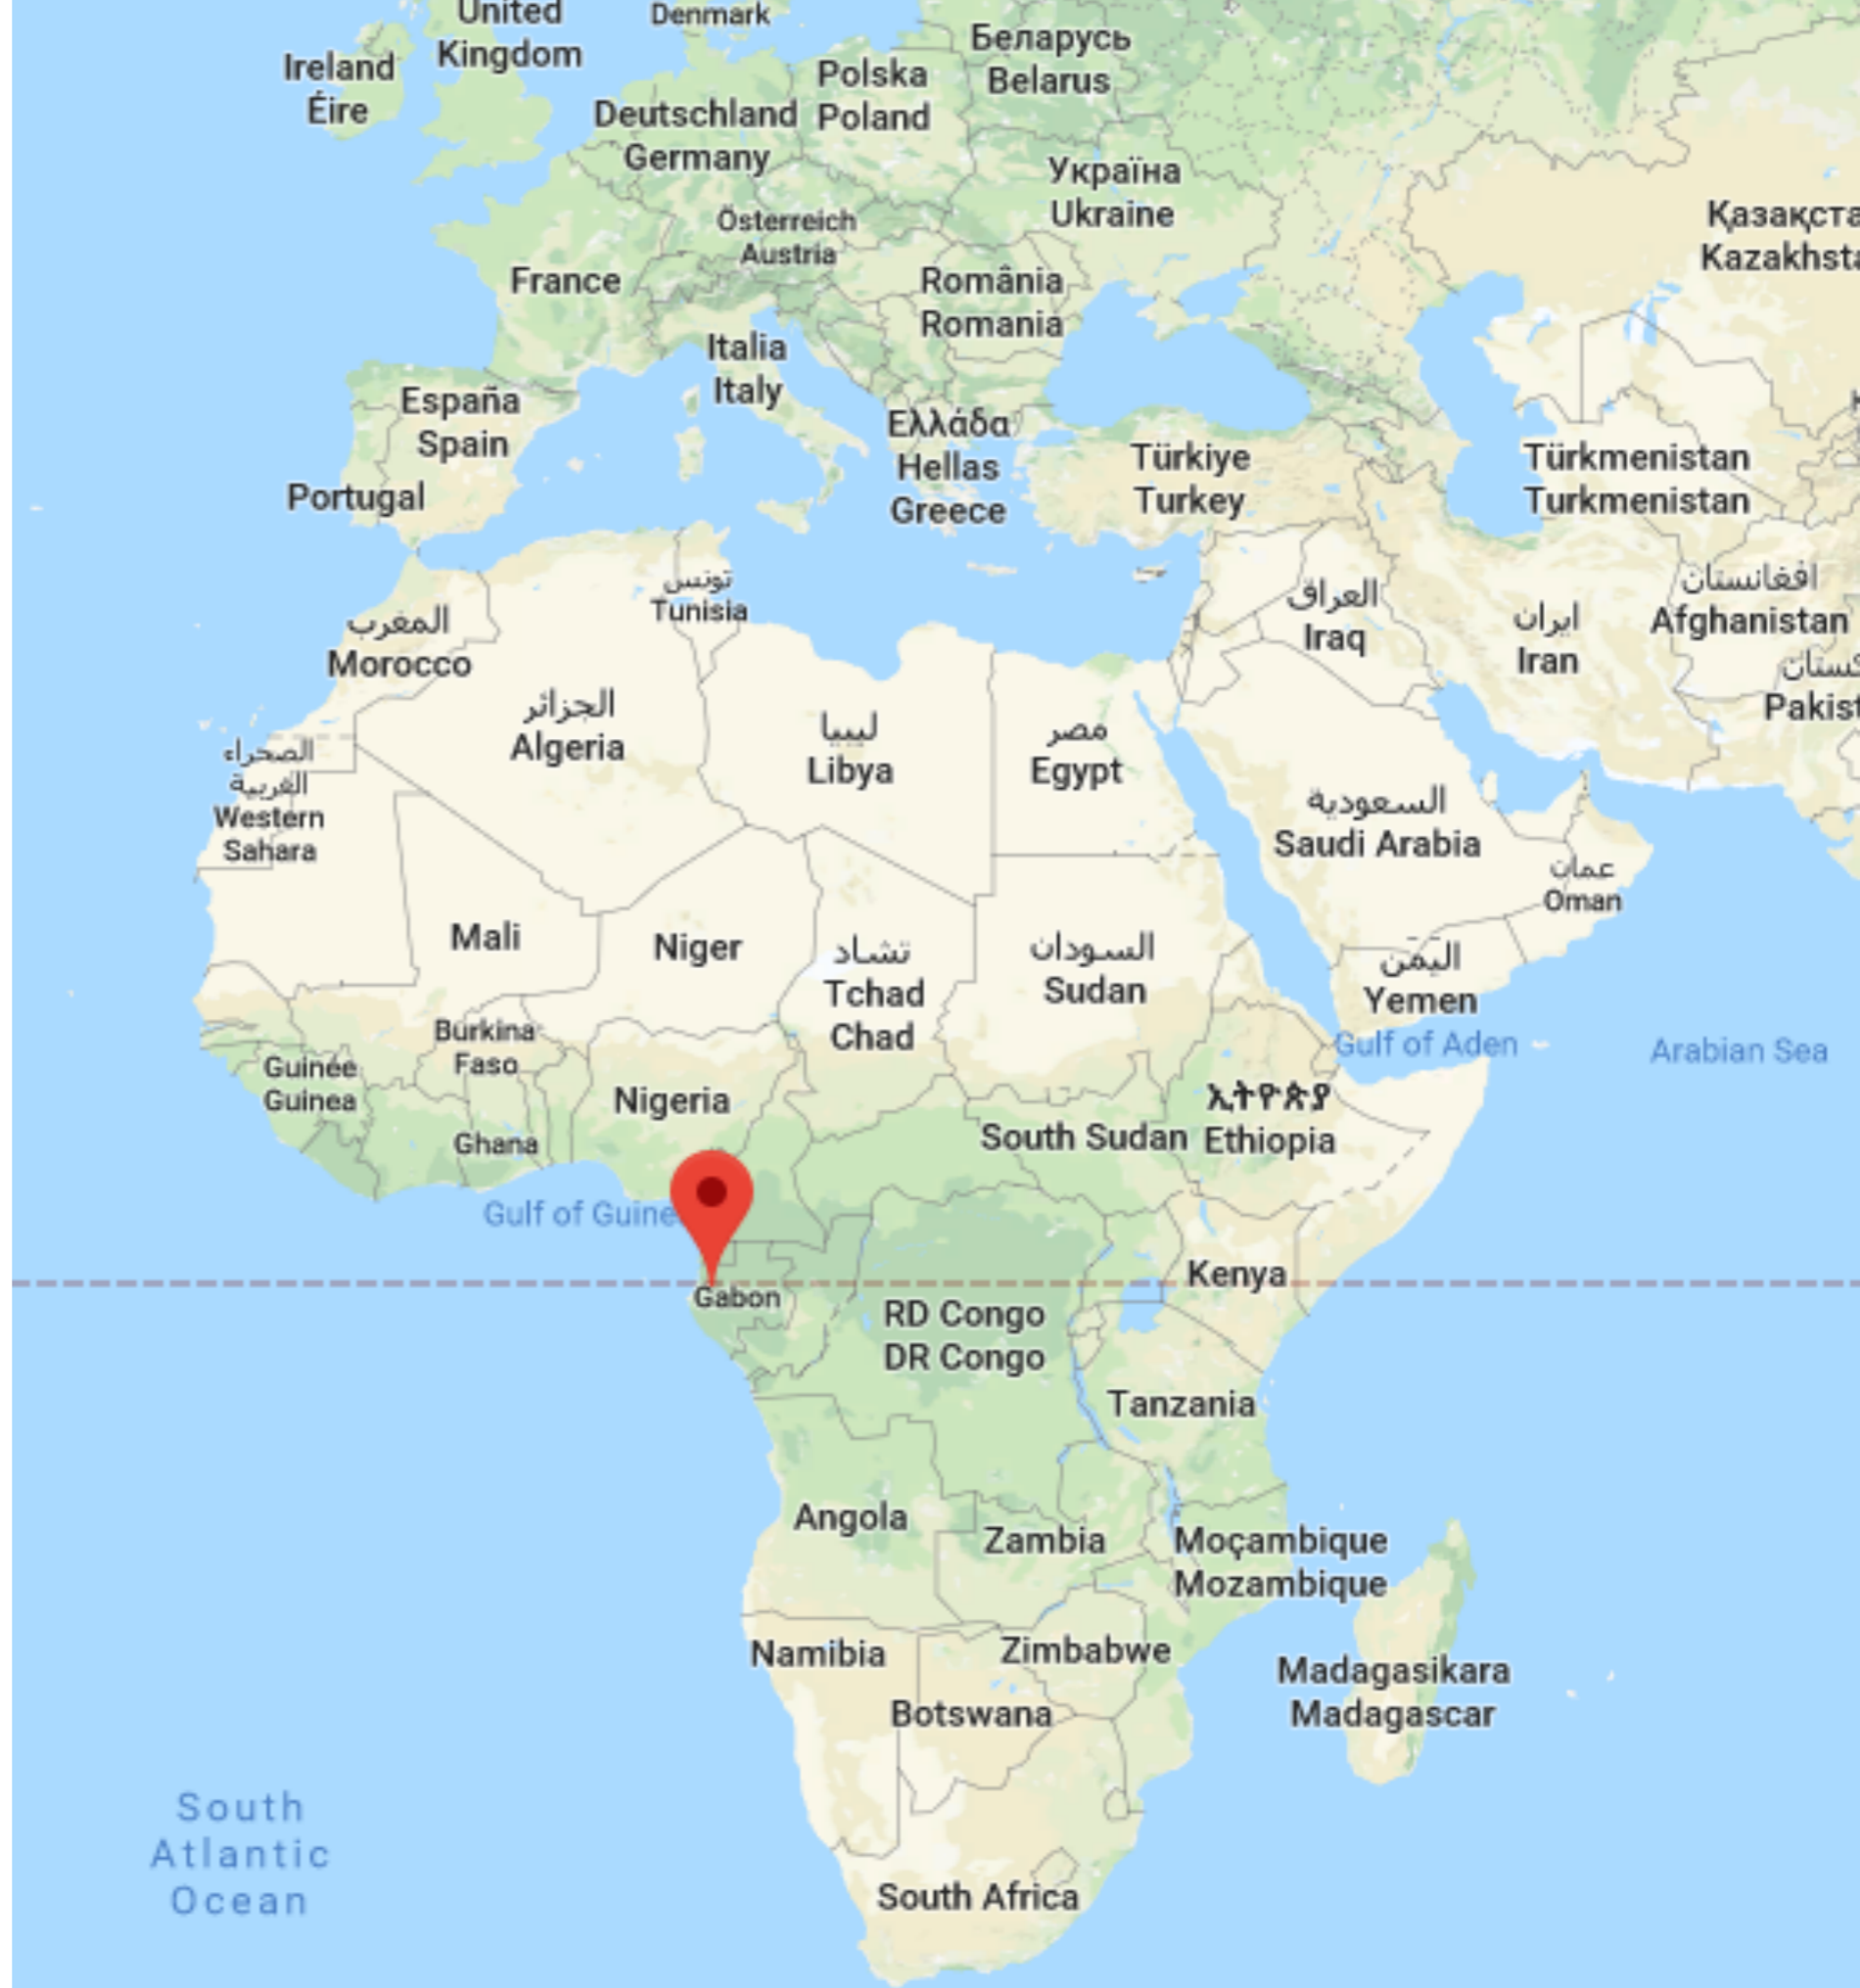 United
Kingdom
Denmark
Ireland
Éire
Беларусь
Belarus
Polska
Poland
Deutschland
Germany
Україна
Ukraine
Österreich
Austria
Қазақста
Kazakhsta
France
România
Romania
Italia
Italy
España
Spain
Ελλάδα
Hellas
Greece
Türkiye
Turkey
Türkmenistan
Turkmenistan
Portugal
تونس
Tunisia
العراق
Iraq
ایران
Iran
افغانستان
Afghanistan
المغرب
Morocco
Pakist
الجزائر
Algeria
ليبيا
Libya
مصر
Egypt
الصحراء
الغربية
Western
Sahara
السعودية
Saudi Arabia
عمان
Oman
Mali
Niger
تشاد
Tchad
Chad
السودان
Sudan
اليَمَن
Yemen
Gulf of Aden
Arabian Sea
Burkina
Faso
Guinée
Guinea
Nigeria
ኢትዮጵያ
Ethiopia
South Sudan
Ghana
Gulf of Guine
Kenya
Gabon
RD Congo
DR Congo
Tanzania
Angola
Zambia
Moçambique
Mozambique
Namibia
Zimbabwe
Madagasikara
Madagascar
Botswana
South
Atlantic
Ocean
South Africa